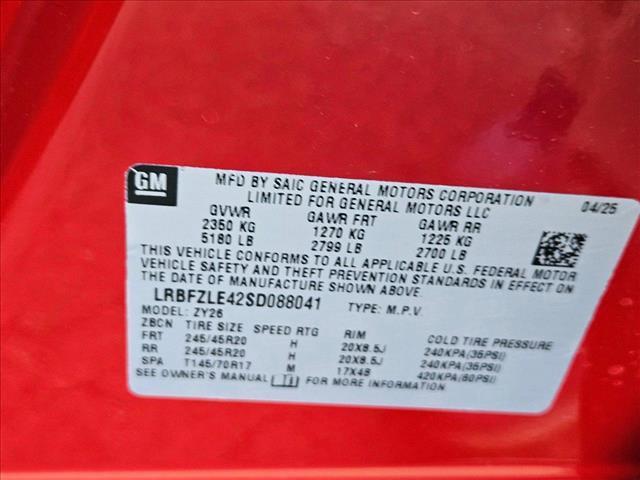 GM
MFD BY SAIC GENERAL MOTORS CORPORATION
LIMITED FOR GENERAL MOTORS LLC
04/25
GVWR GAWR FRT GAWR RR
2350 KG 1270 KG 1225 KG
5180 LB 2799 LB 2700 LB
THIS VEHICLE CONFORMS TO ALL APPLICABLE U.S. FEDERAL MOTOR
VEHICLE SAFETY AND THEFT PREVENTION STANDARDS IN EFFECT ON
THE DATE OF MANUFACTURE SHOWN ABOVE.
LRBFZLE42SD088041 TYPE: M.P.V.
MODEL: ZY26
ZBCN TIRE SIZE SPEED RTG RIM COLD TIRE PRESSURE
FRT 245/45R20 H 20X8.5J 240KPA(35PSI)
RR 245/45R20 H 20X8.5J 240KPA(35PSI)
SPA T145/70R17 M 17X4B 420KPA(60PSI)
SEE OWNER'S MANUAL FOR MORE INFORMATION